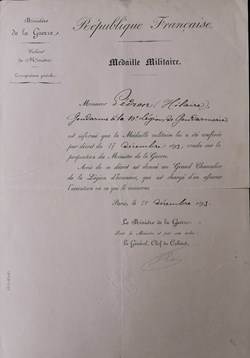 Ministère
de la Guerre.
Cabinet
du Ministre
Correspondance générale
République Française.
Médaille Militaire.
Monsieur Pédron (Hilaire)
Gendarme à la 10e Légion de Gendarmerie
est informé que la Médaille militaire lui a été conférée
par décret du 27 décembre 1893, rendu sur la
proposition du Ministre de la Guerre.
Avis de ce décret est donné au Grand Chancelier
de la Légion d'honneur, qui est chargé d'en assurer
l'exécution en ce qui le concerne.
Paris, le décembre 1893.
Le Ministre de la Guerre
Pour le Ministre et par son ordre
Le Général, Chef du Cabinet.